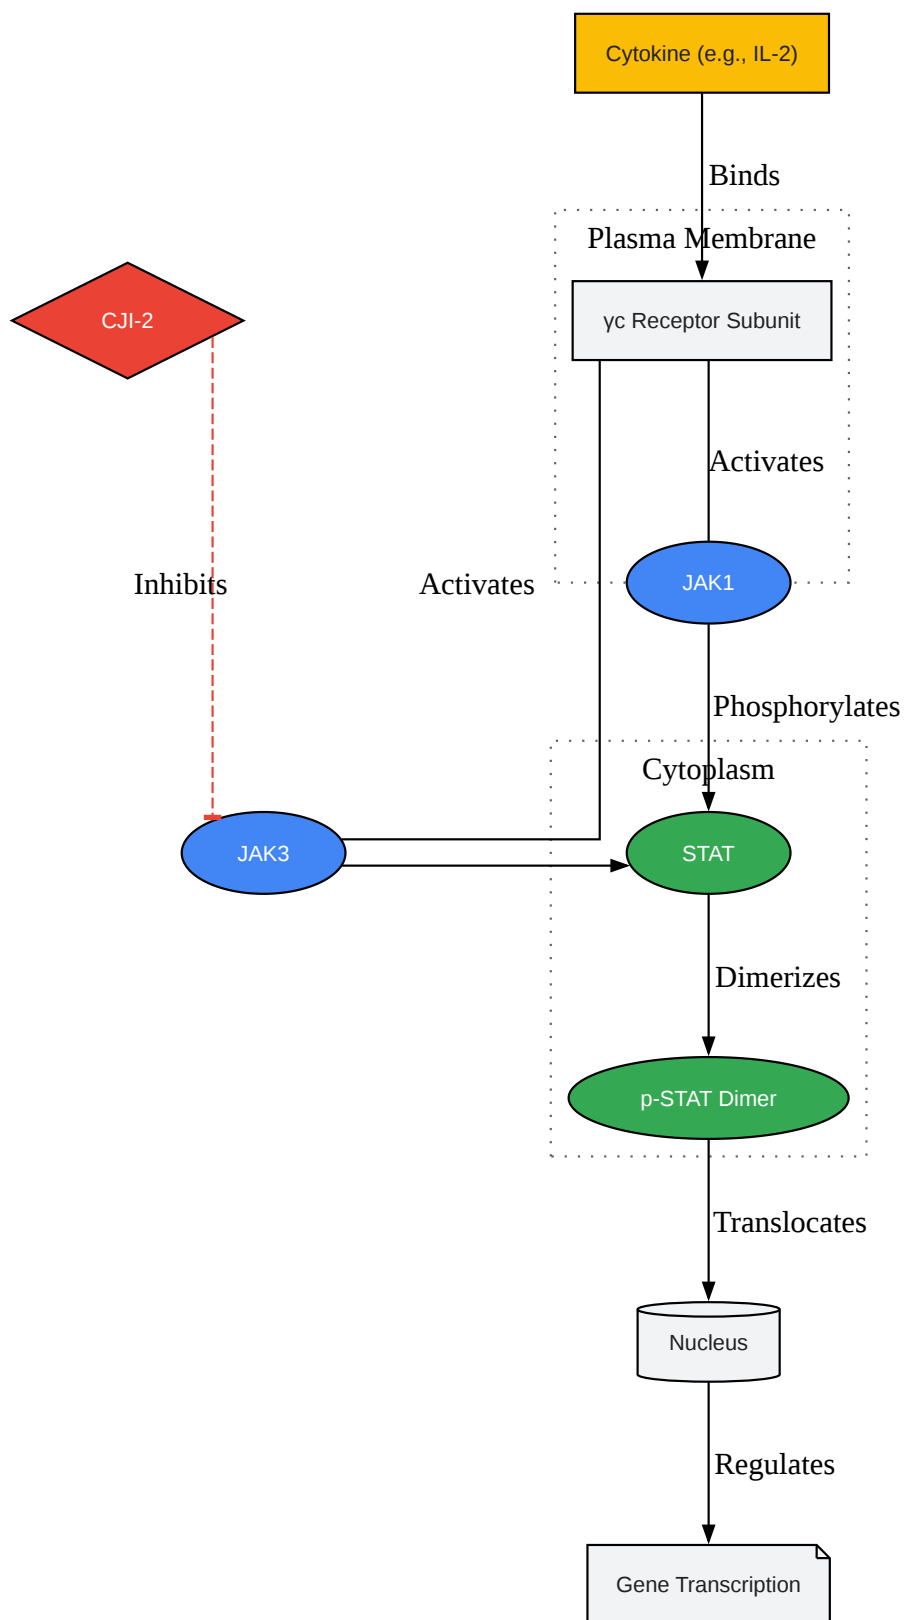 Cytokine (e.g., IL-2)
Binds
Plasma Membrane
CJI-2
γc Receptor Subunit
Activates
Inhibits
Activates
JAK1
Phosphorylates
Cytoplasm
JAK3
STAT
Dimerizes
p-STAT Dimer
Translocates
Nucleus
Regulates
Gene Transcription